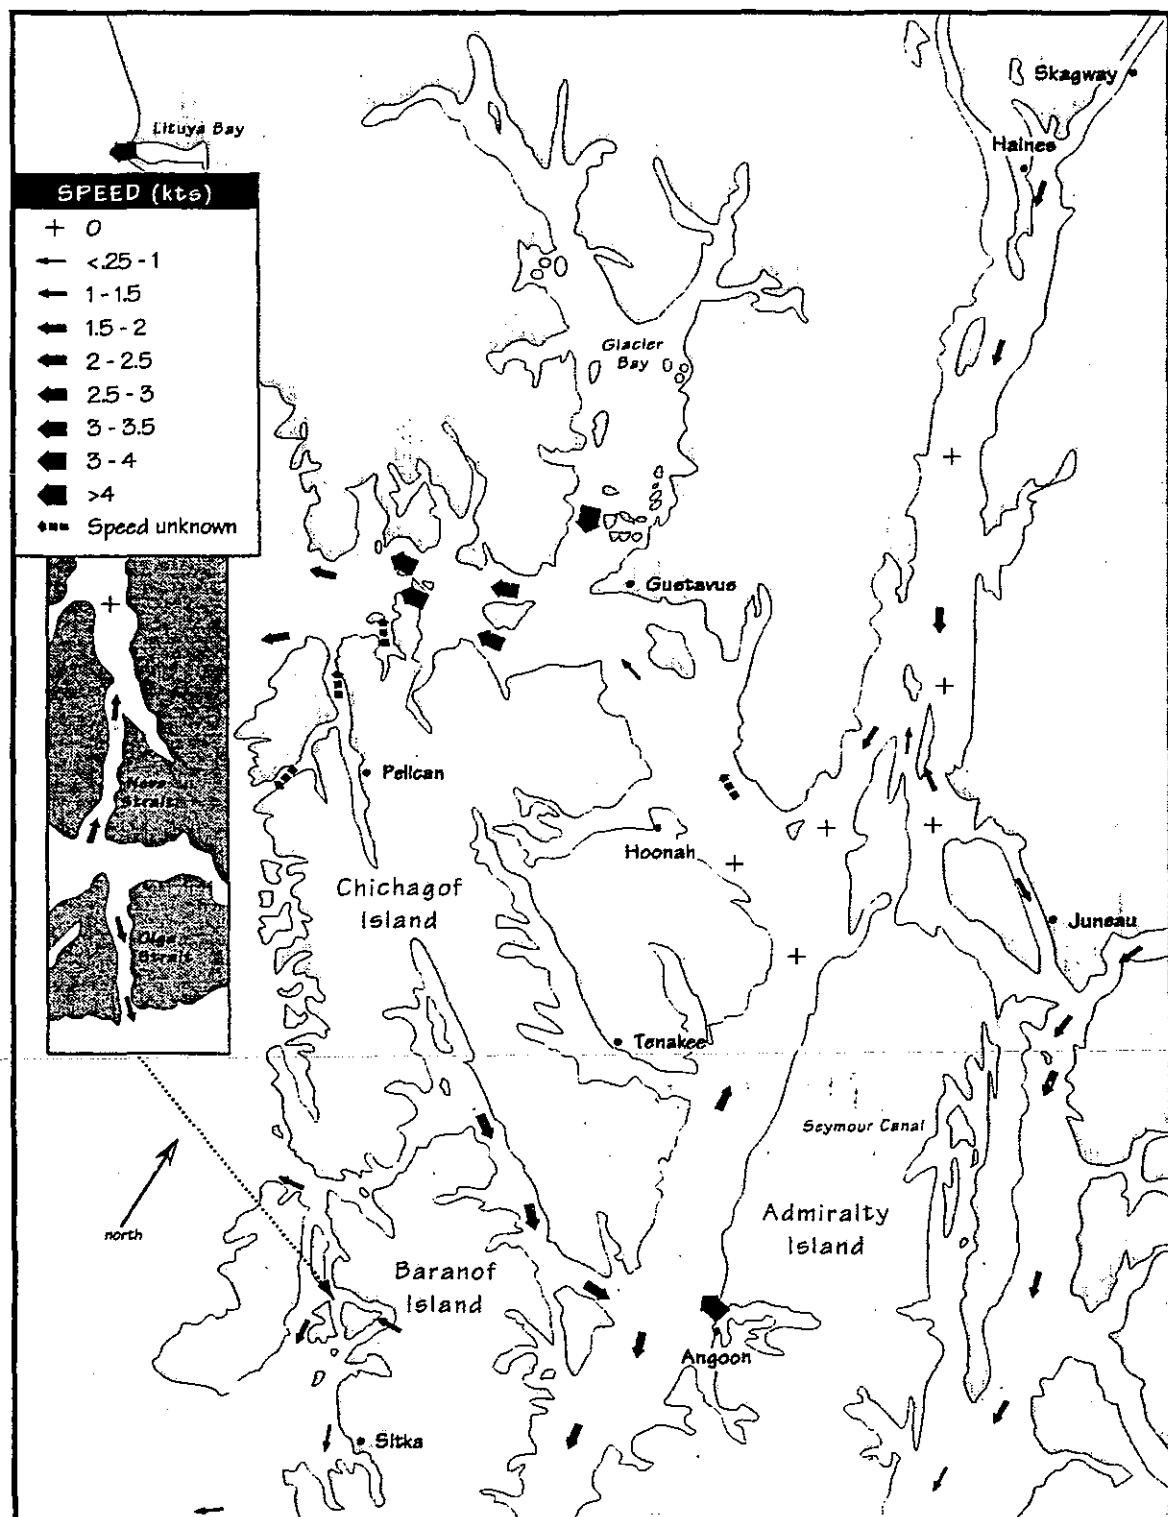 Skagway
Lituya Bay
Haines
SPEED (kts)
+ 0
<.25 - 1
1 - 1.5
1.5 - 2
2 - 2.5
2.5 - 3
3 - 3.5
3 - 4
>4
Speed unknown
Glacier
Bay
Gustavus
Pelican
Neva
Strait
Hoonah
Chichagof
Island
Juneau
Olga
Strait
Tenakee
Seymour Canal
north
Admiralty
Island
Baranof
Island
Angoon
Sitka